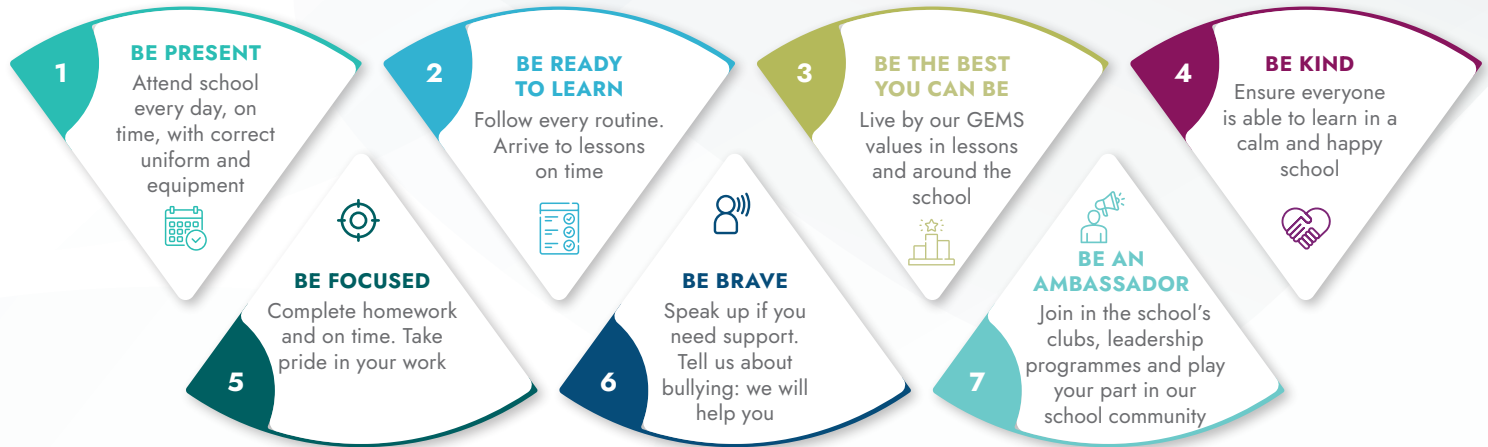 1
BE PRESENT
Attend school
every day, on
time, with correct
uniform and
equipment
2
BE READY
TO LEARN
Follow every routine.
Arrive to lessons
on time
3
BE THE BEST
YOU CAN BE
Live by our GEMS
values in lessons
and around the
school
4
BE KIND
Ensure everyone
is able to learn in a
calm and happy
school
5
BE FOCUSED
Complete homework
and on time. Take
pride in your work
6
BE BRAVE
Speak up if you
need support.
Tell us about
bullying: we will
help you
7
BE AN
AMBASSADOR
Join in the school’s
clubs, leadership
programmes and play
your part in our
school community